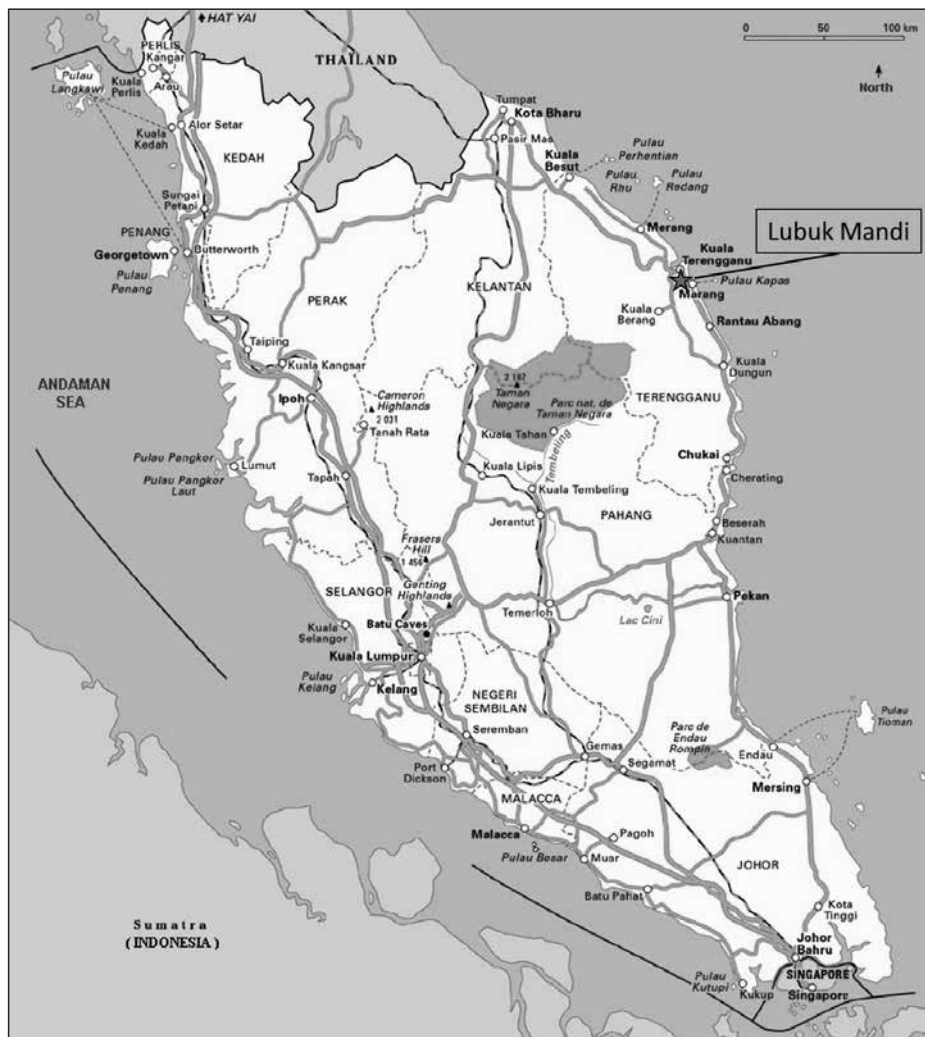 HAT YAI
0 50 100 km
PERLIS
Kangar
THAÏLAND
Pulau
Langkawi
Kuala
Perlis
Arau
North
Tumpat
Kota Bharu
Alor Setar
Pasir Mas
Kuala
Kedah
KEDAH
Kuala
Besut
Pulau
Perhentian
Pulau
Rhu
Pulau
Redang
Sungai
Petani
Merang
Lubuk Mandi
PENANG
Georgetown
Butterworth
Kuala
Terengganu
Pulau
Penang
Pulau Kapas
Marang
PERAK
KELANTAN
Kuala
Berang
Rantau Abang
Taiping
Kuala Kangsar
Kuala
Dungun
ANDAMAN
SEA
Ipoh
Cameron
Highlands
2 031
2 187
Taman
Negara
Parc nat. de
Taman Negara
TERENGGANU
Tanah Rata
Kuala Tahan
Tembeling
Pulau Pangkor
Lumut
Pulau Pangkor
Laut
Tapah
Kuala Lipis
Chukai
Cherating
Kuala Tembeling
Jerantut
PAHANG
Beserah
Kuantan
Frasers
Hill
1 456
Genting
Highlands
SELANGOR
Temerloh
Lac Cini
Pekan
Kuala
Selangor
Batu Caves
Kuala Lumpur
Pulau
Kelang
Kelang
NEGERI
SEMBILAN
Seremban
Parc de
Endau
Rompin
Pulau
Tioman
Gemas
Endau
Port
Dickson
Segamat
Mersing
MALACCA
Malacca
Pagoh
Pulau Besar
Muar
JOHOR
Batu Pahat
Kota
Tinggi
Sumatra
( INDONESIA )
Johor
Bahru
Pulau
Kutupi
Kukup
SINGAPORE
Singapore